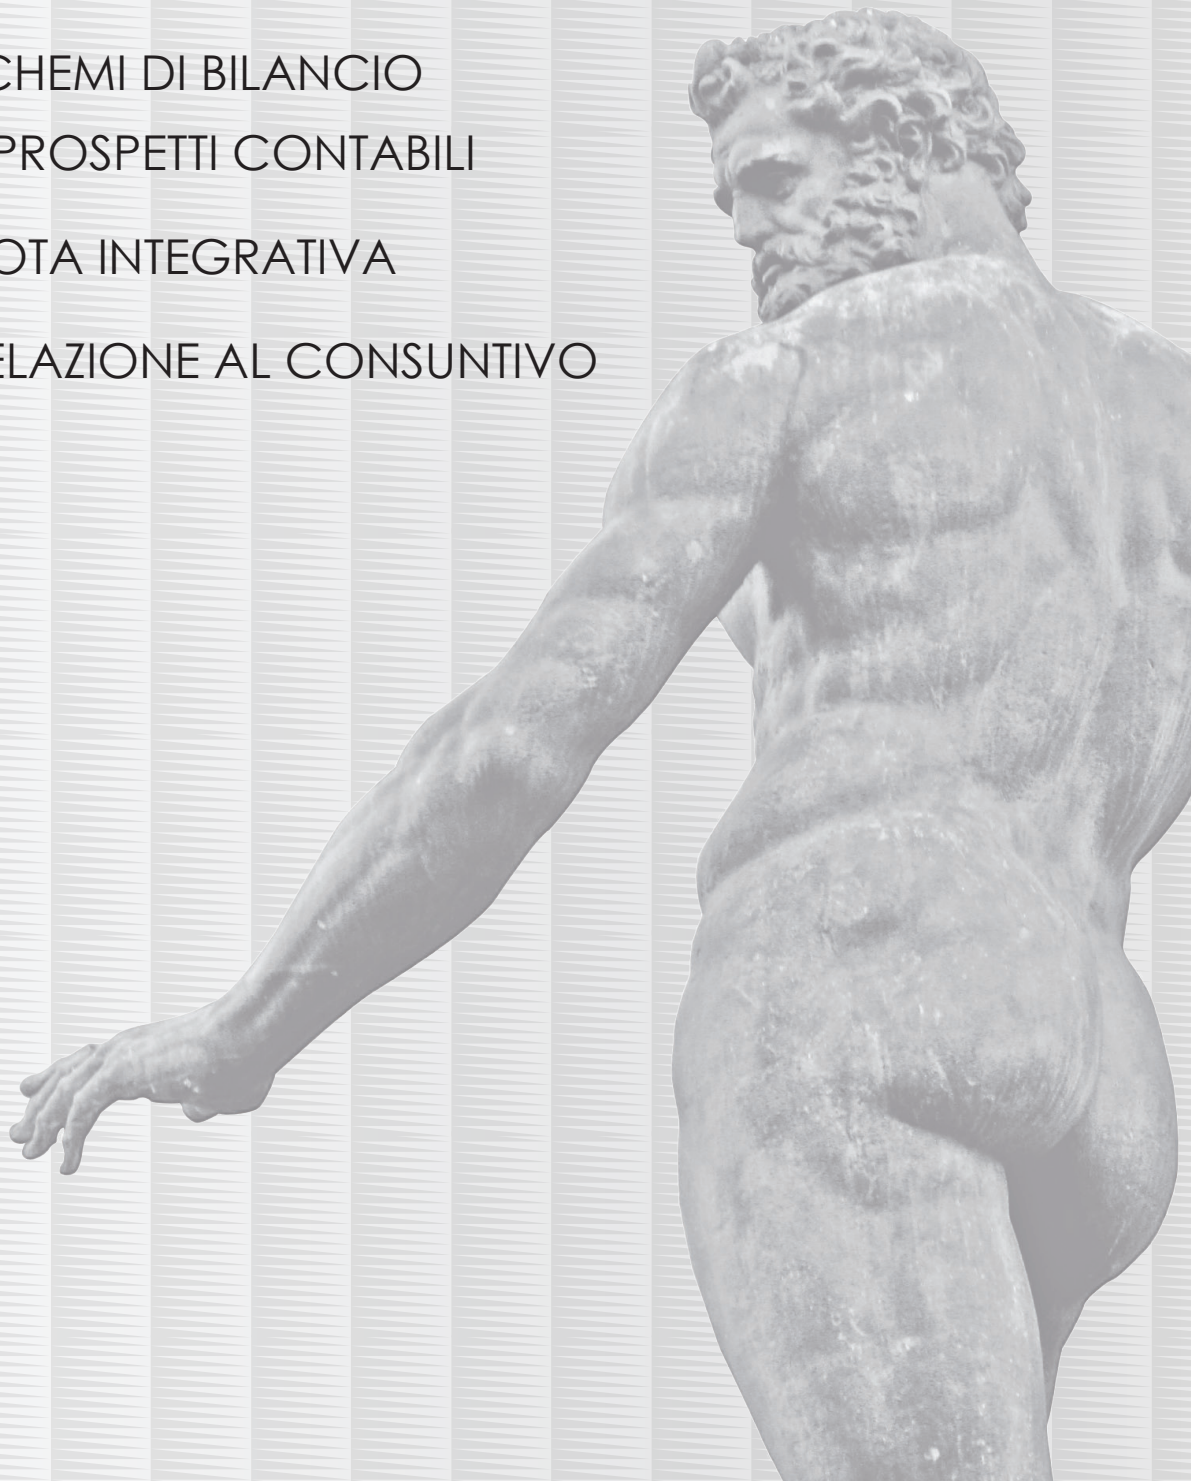 CHEMI DI BILANCIO
PROSPETTI CONTABILI
OTA INTEGRATIVA
ELAZIONE AL CONSUNTIVO